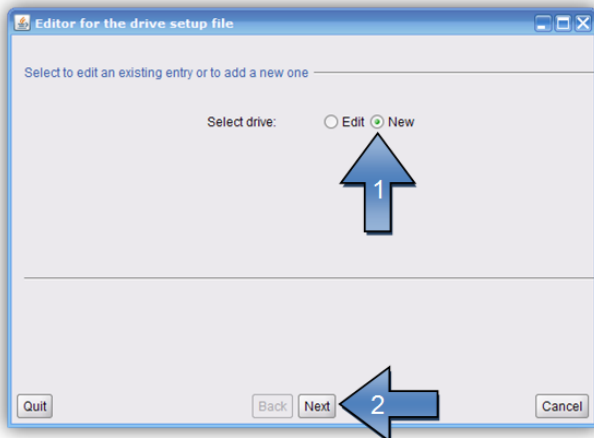 Editor for the drive setup file
Select to edit an existing entry or to add a new one
Select drive: Edit New
1
Quit Back Next 2 Cancel